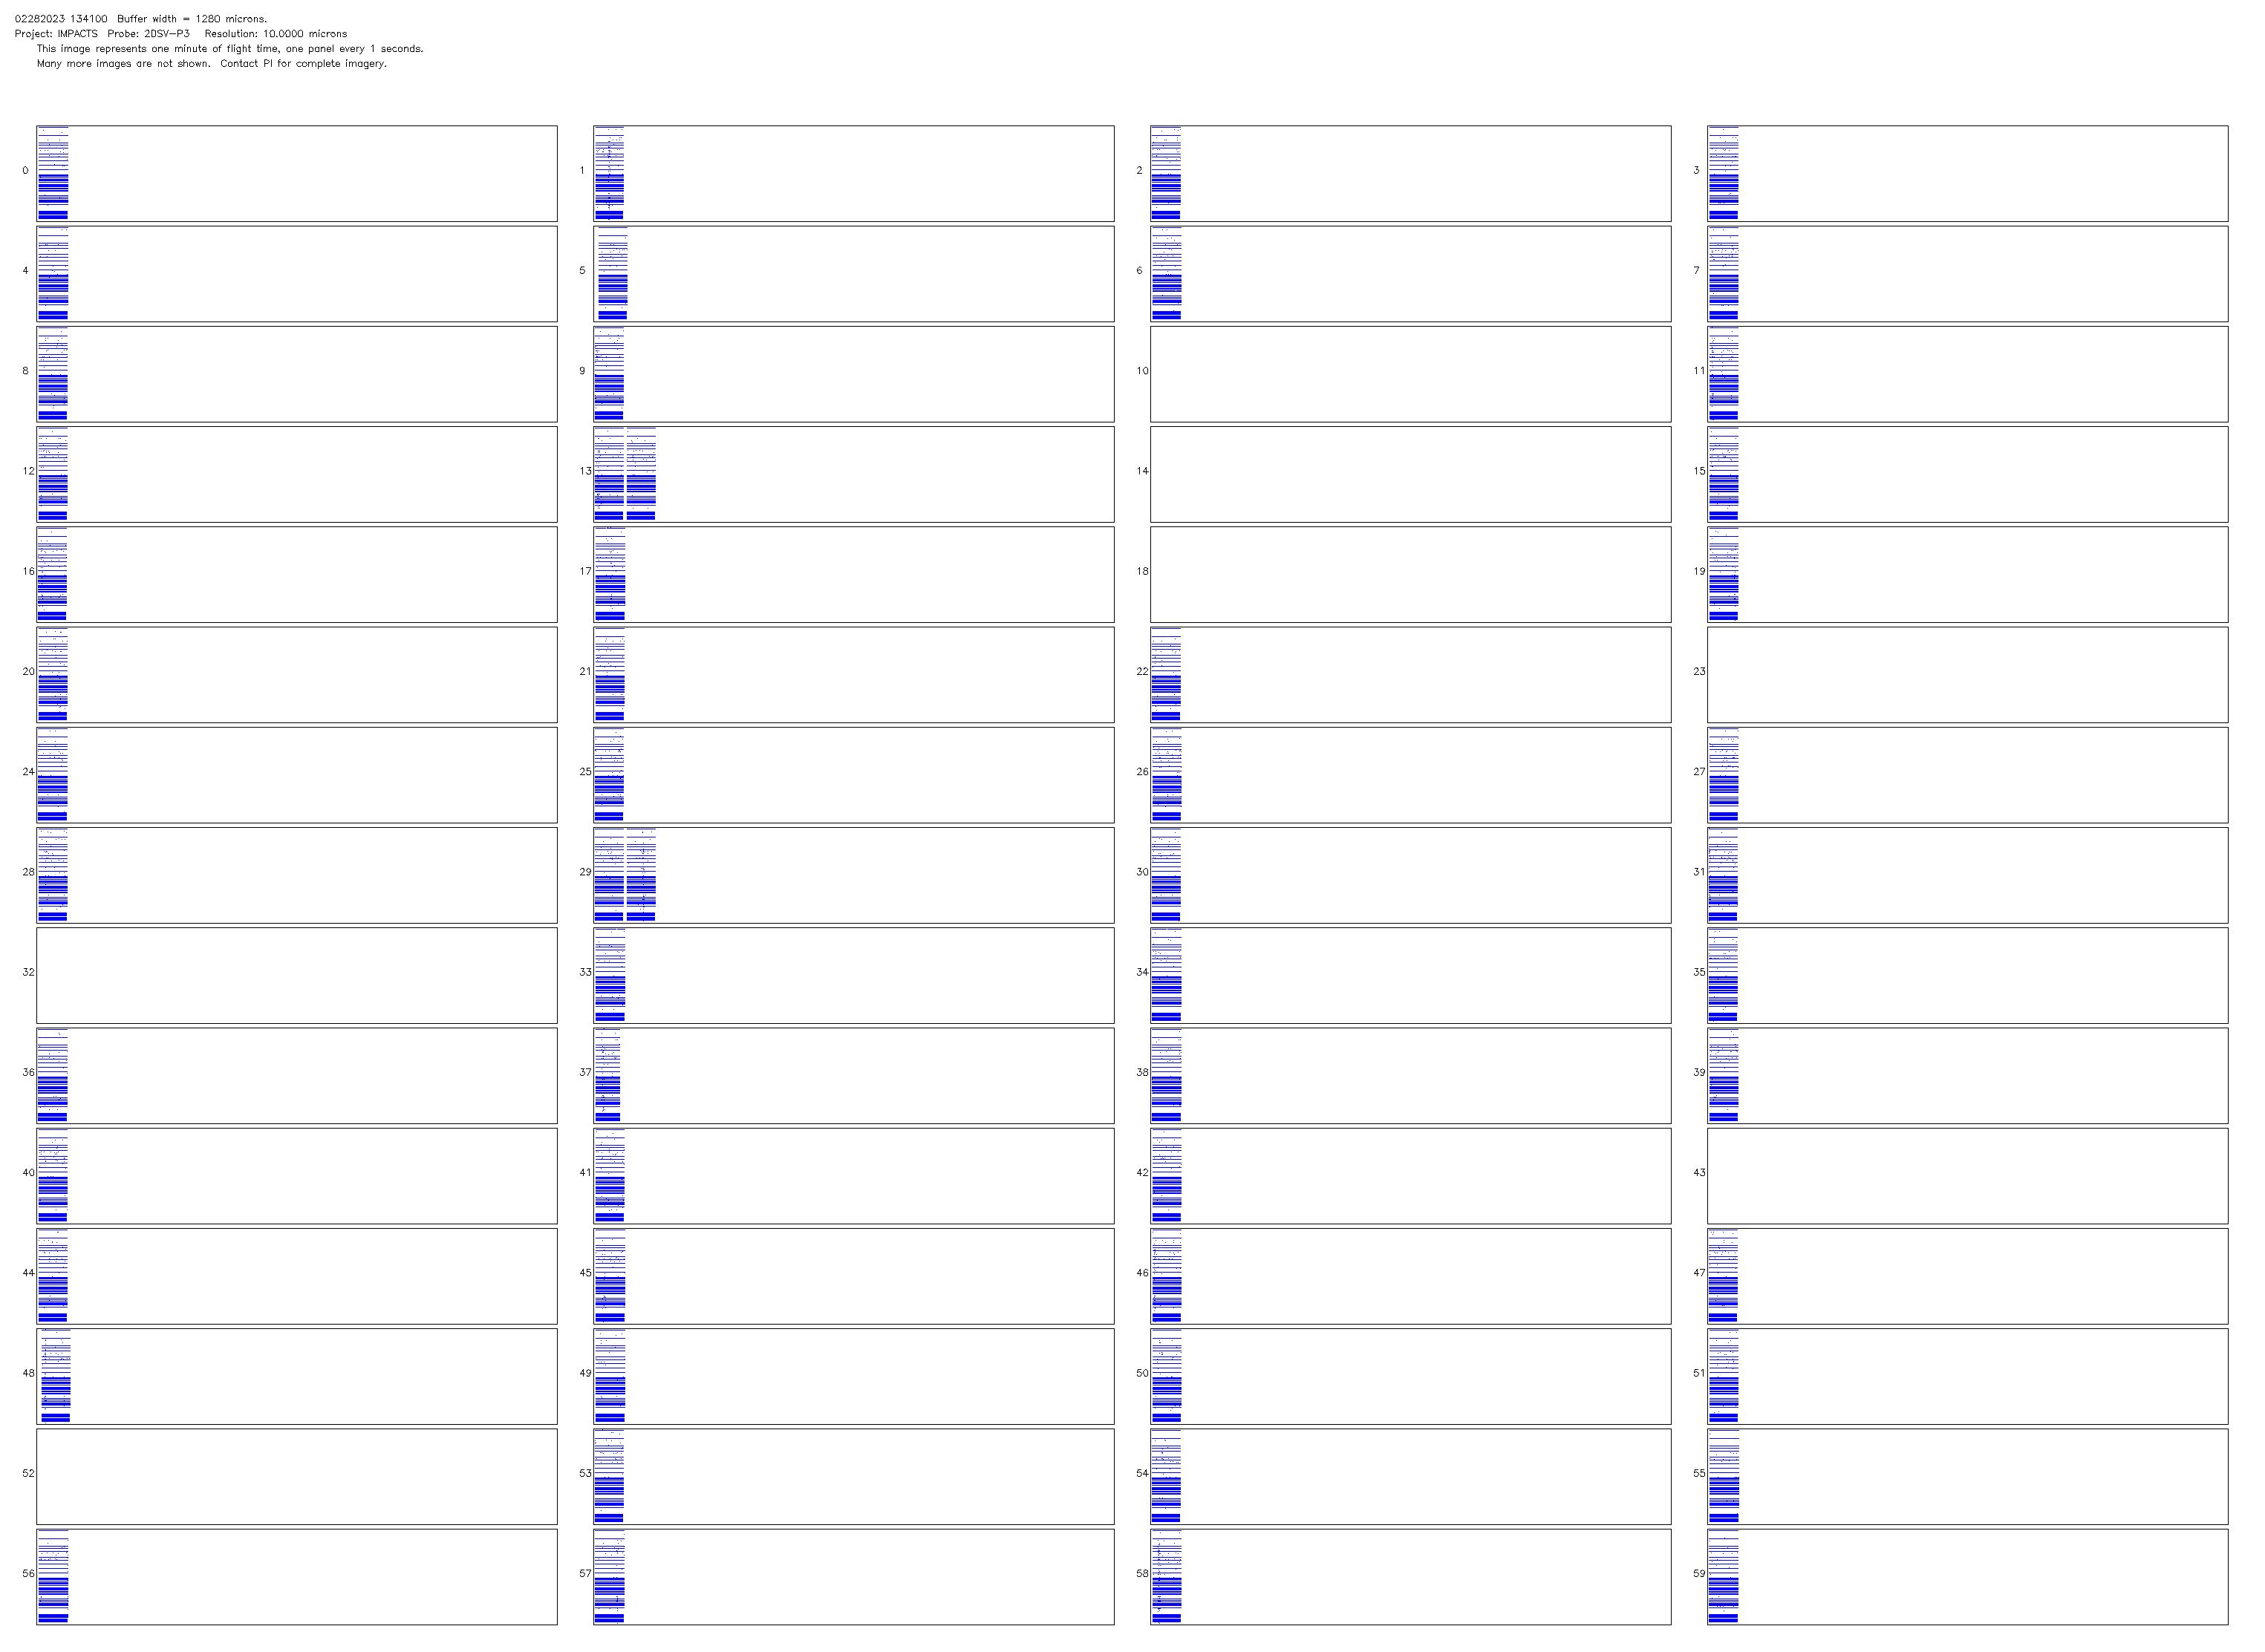 02282023 134100  Buffer width = 1280 microns.
Project: IMPACTS  Probe: 2DSV-P3  Resolution: 10.0000 microns
This image represents one minute of flight time, one panel every 1 seconds.
Many more images are not shown.  Contact PI for complete imagery.
0 1 2 3
4 5 6 7
8 9 10 11
12 13 14 15
16 17 18 19
20 21 22 23
24 25 26 27
28 29 30 31
32 33 34 35
36 37 38 39
40 41 42 43
44 45 46 47
48 49 50 51
52 53 54 55
56 57 58 59